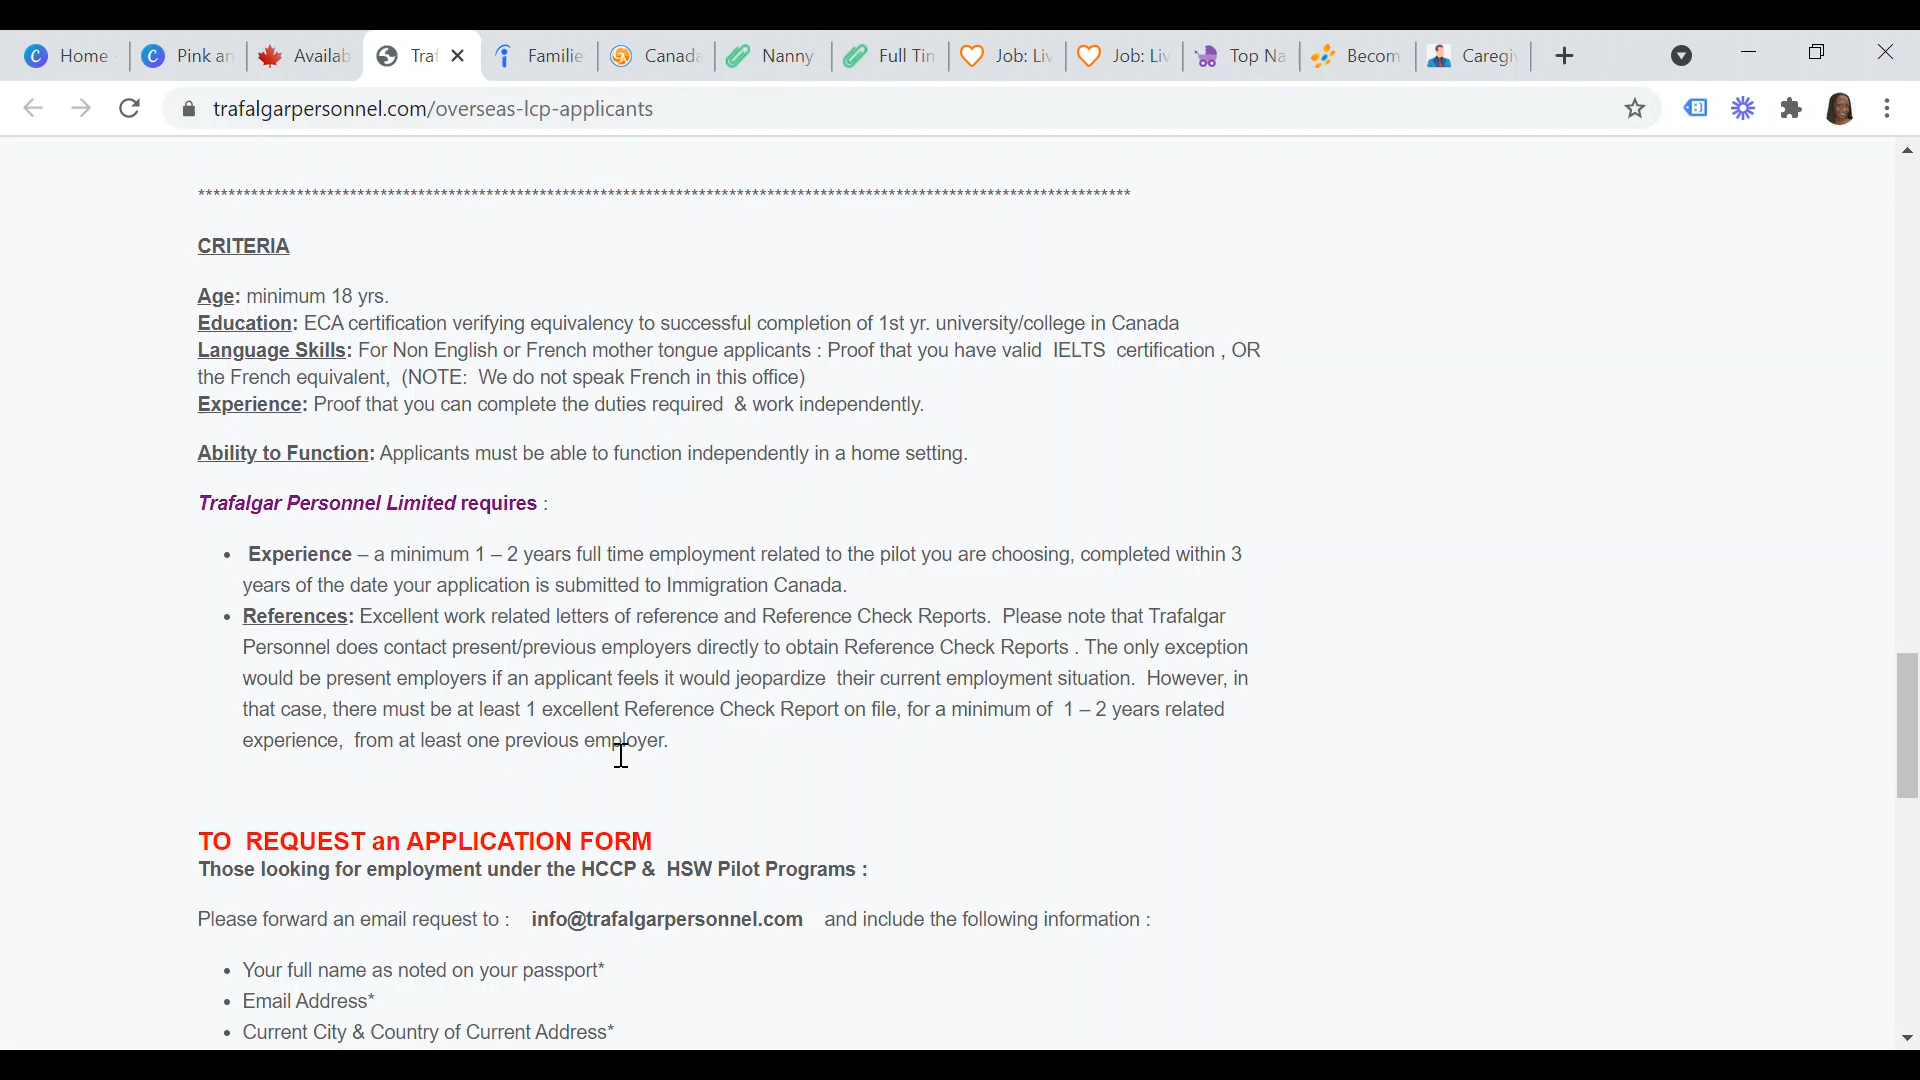 Home
Pink an
Availab
Traf
Familie
Canada
Nanny
Full Tin
Job: Liv
Job: Liv
Top Na
Becom
Caregi
trafalgarpersonnel.com/overseas-lcp-applicants
***************************************************************************************************************************
CRITERIA
Age: minimum 18 yrs.
Education: ECA certification verifying equivalency to successful completion of 1st yr. university/college in Canada
Language Skills: For Non English or French mother tongue applicants : Proof that you have valid IELTS certification , OR
the French equivalent, (NOTE: We do not speak French in this office)
Experience: Proof that you can complete the duties required & work independently.
Ability to Function: Applicants must be able to function independently in a home setting.
Trafalgar Personnel Limited requires :
• Experience – a minimum 1 – 2 years full time employment related to the pilot you are choosing, completed within 3
years of the date your application is submitted to Immigration Canada.
• References: Excellent work related letters of reference and Reference Check Reports. Please note that Trafalgar
Personnel does contact present/previous employers directly to obtain Reference Check Reports . The only exception
would be present employers if an applicant feels it would jeopardize their current employment situation. However, in
that case, there must be at least 1 excellent Reference Check Report on file, for a minimum of 1 – 2 years related
experience, from at least one previous employer.
TO REQUEST an APPLICATION FORM
Those looking for employment under the HCCP & HSW Pilot Programs :
Please forward an email request to : info@trafalgarpersonnel.com and include the following information :
• Your full name as noted on your passport*
• Email Address*
• Current City & Country of Current Address*